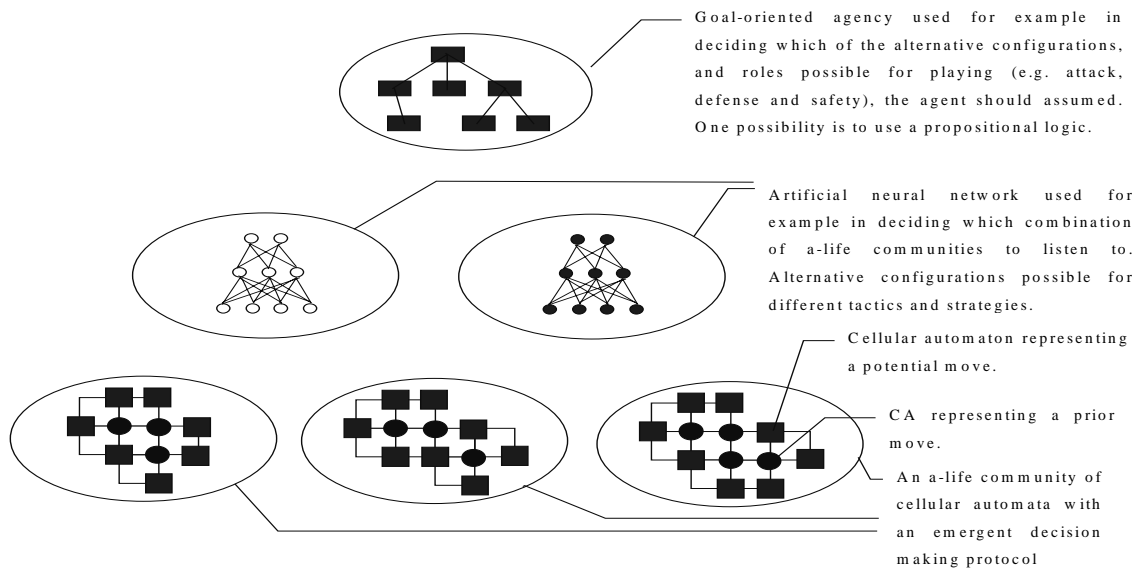 Goal-oriented agency used for example in
deciding which of the alternative configurations,
and roles possible for playing (e.g. attack,
defense and safety), the agent should assumed.
One possibility is to use a propositional logic.
Artificial neural network used for
example in deciding which combination
of a-life communities to listen to.
Alternative configurations possible for
different tactics and strategies.
Cellular automaton representing
a potential move.
CA representing a prior
move.
An a-life community of
cellular automata with
an emergent decision
making protocol